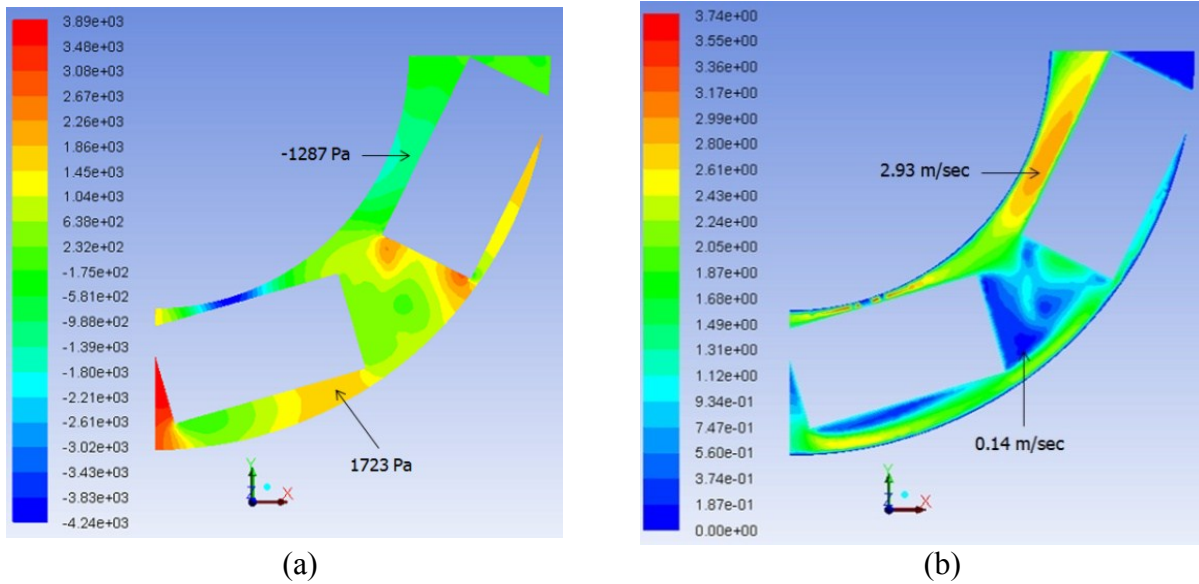 3.89e+03
3.48e+03
3.08e+03
2.67e+03
2.26e+03
1.86e+03
1.45e+03
1.04e+03
6.38e+02
2.32e+02
-1.75e+02
-5.81e+02
-9.88e+02
-1.39e+03
-1.80e+03
-2.21e+03
-2.61e+03
-3.02e+03
-3.43e+03
-3.83e+03
-4.24e+03
-1287 Pa
1723 Pa
Y
Z
X
(a)
3.74e+00
3.55e+00
3.36e+00
3.17e+00
2.99e+00
2.80e+00
2.61e+00
2.43e+00
2.24e+00
2.05e+00
1.87e+00
1.68e+00
1.49e+00
1.31e+00
1.12e+00
9.34e-01
7.47e-01
5.60e-01
3.74e-01
1.87e-01
0.00e+00
2.93 m/sec
0.14 m/sec
Y
Z
X
(b)